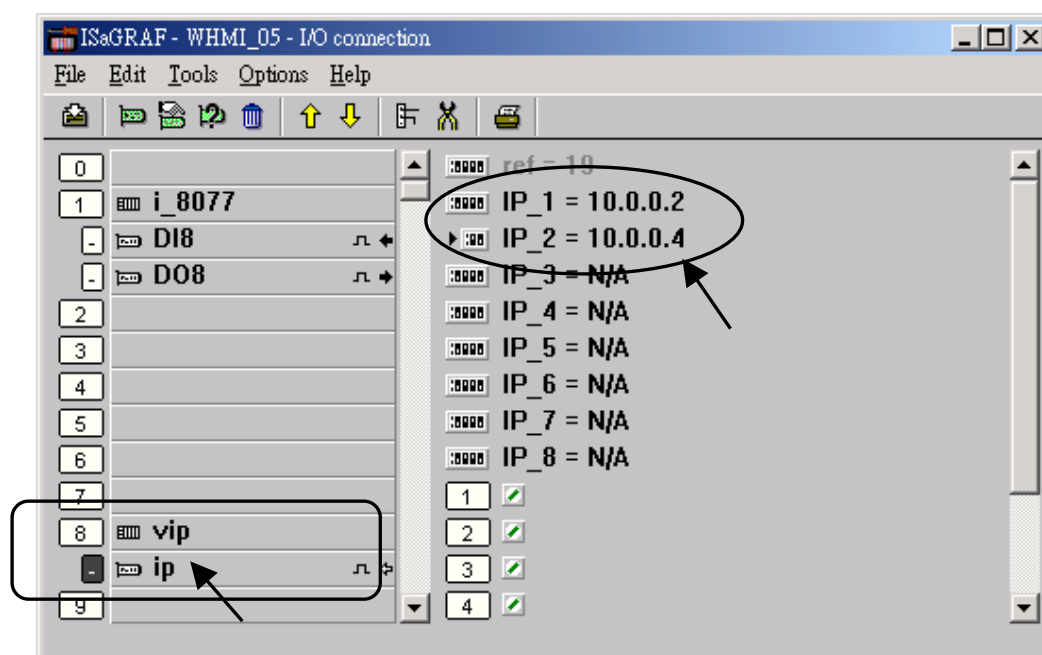 ISaGRAF - WHMI_05 - I/O connection
File Edit Tools Options Help
0
1 i_8077
- DI8
- DO8
2
3
4
5
6
7
8 vip
- ip
9
ref = 19
IP_1 = 10.0.0.2
IP_2 = 10.0.0.4
IP_3 = N/A
IP_4 = N/A
IP_5 = N/A
IP_6 = N/A
IP_7 = N/A
IP_8 = N/A
1
2
3
4